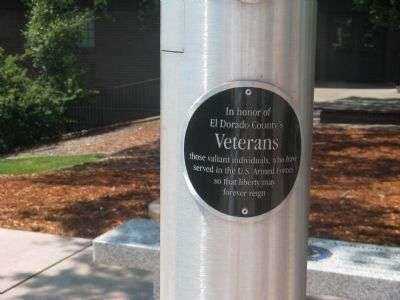 In honor of
El Dorado County's
Veterans
those valiant individuals, who have
served in the U.S. Armed Forces
so that liberty may
forever reign